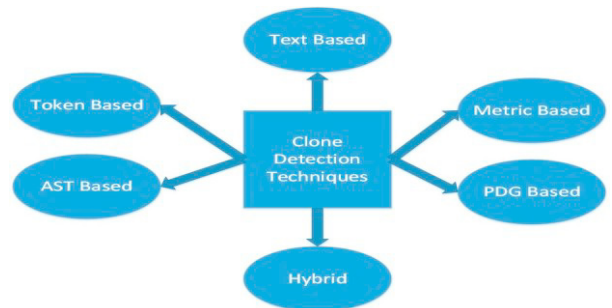 Text Based
Token Based
Metric Based
Clone
Detection
Techniques
AST Based
PDG Based
Hybrid